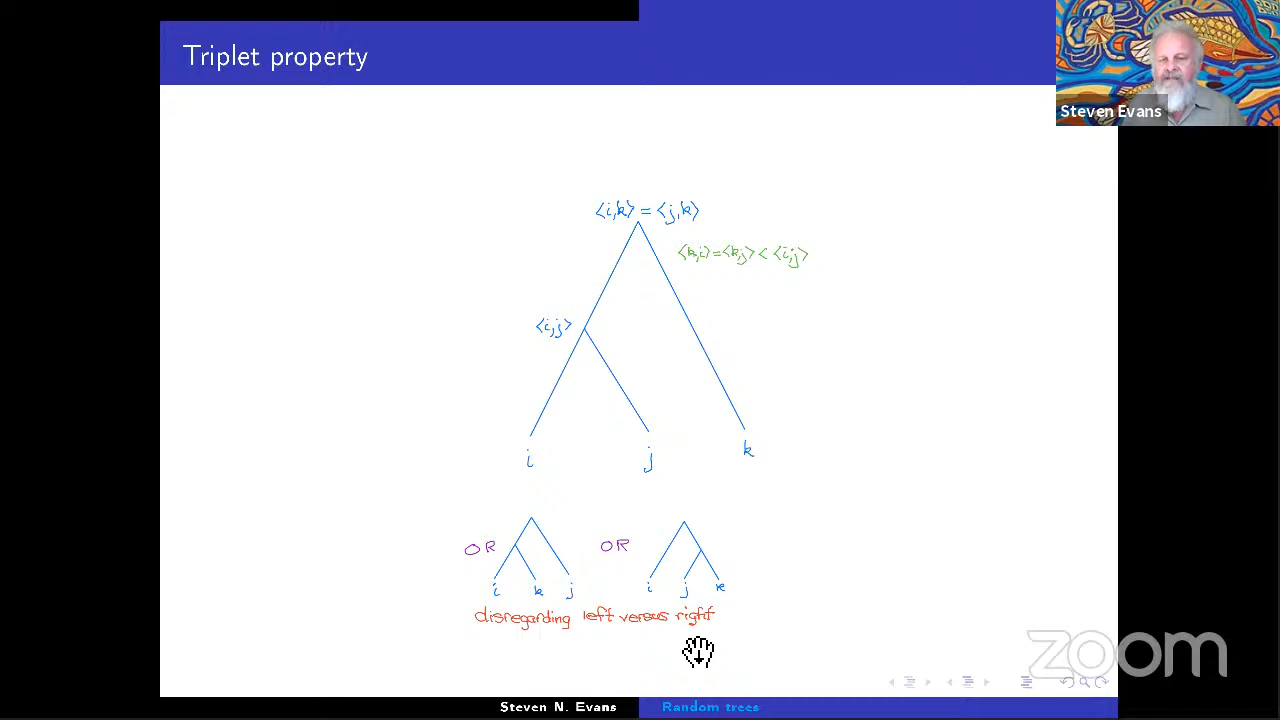 Triplet property
Steven Evans
⟨i,k⟩ = ⟨j,k⟩
⟨k,i⟩ = ⟨k,j⟩ < ⟨i,j⟩
⟨i,j⟩
i j k
OR OR
i k j i j k
disregarding left versus right
zoom
Steven N. Evans Random trees